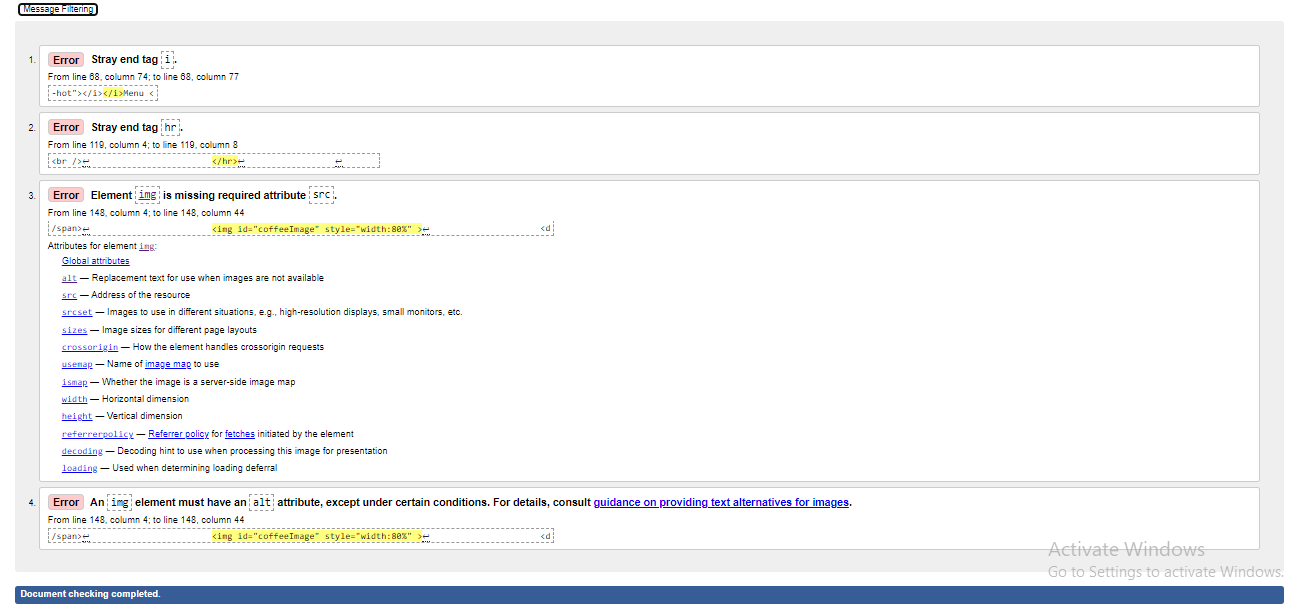 Message Filtering
1. Error Stray end tag i.
From line 68, column 74; to line 68, column 77
-hot"></i></i>Menu <
2. Error Stray end tag hr.
From line 119, column 4; to line 119, column 8
<br />↩ </hr>↩ ↩
3. Error Element img is missing required attribute src.
From line 148, column 4; to line 148, column 44
/span>↩ <img id="coffeeImage" style="width:80%" >↩ <d
Attributes for element img:
Global attributes
alt — Replacement text for use when images are not available
src — Address of the resource
srcset — Images to use in different situations, e.g., high-resolution displays, small monitors, etc.
sizes — Image sizes for different page layouts
crossorigin — How the element handles crossorigin requests
usemap — Name of image map to use
ismap — Whether the image is a server-side image map
width — Horizontal dimension
height — Vertical dimension
referrerpolicy — Referrer policy for fetches initiated by the element
decoding — Decoding hint to use when processing this image for presentation
loading — Used when determining loading deferral
4. Error An img element must have an alt attribute, except under certain conditions. For details, consult guidance on providing text alternatives for images.
From line 148, column 4; to line 148, column 44
/span>↩ <img id="coffeeImage" style="width:80%" >↩ <d
Activate Windows
Go to Settings to activate Windows.
Document checking completed.